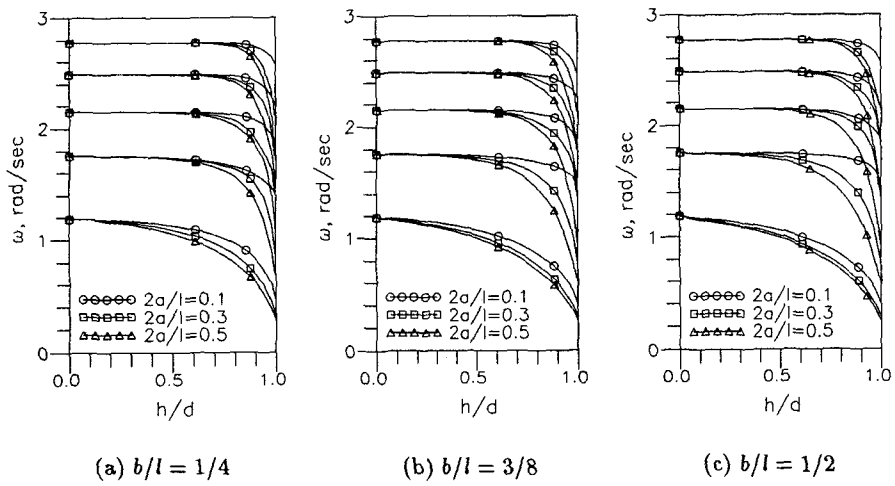 3
2
1
0
ω, rad/sec
2a/l=0.1
2a/l=0.3
2a/l=0.5
0.0
0.5
1.0
h/d
(a) b/l = 1/4
3
2
1
0
ω, rad/sec
2a/l=0.1
2a/l=0.3
2a/l=0.5
0.0
0.5
1.0
h/d
(b) b/l = 3/8
3
2
1
0
ω, rad/sec
2a/l=0.1
2a/l=0.3
2a/l=0.5
0.0
0.5
1.0
h/d
(c) b/l = 1/2